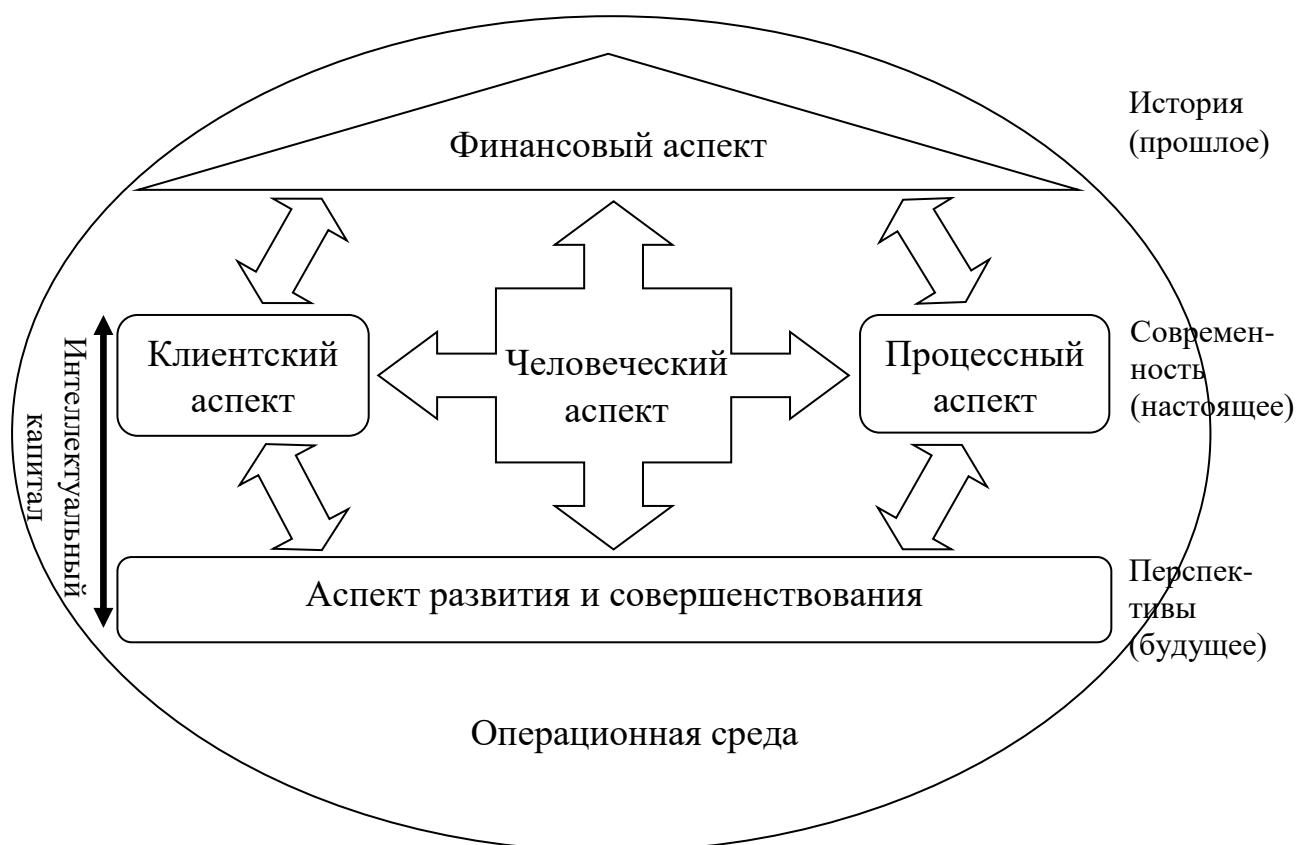 История
(прошлое)
Финансовый аспект
Клиентский
аспект
Человеческий
аспект
Процессный
аспект
Современ-
ность
(настоящее)
Интеллектуальный
капитал
Аспект развития и совершенствования
Перспек-
тивы
(будущее)
Операционная среда